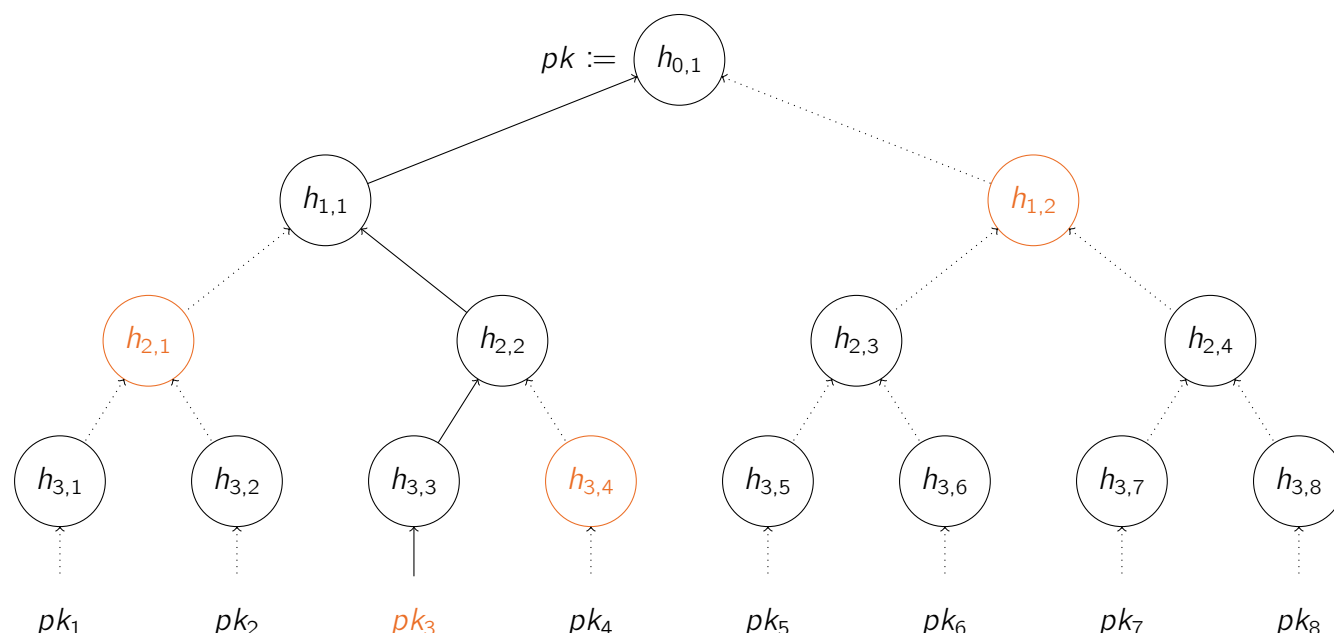 pk := h₀,₁
h₁,₁ h₁,₂
h₂,₁ h₂,₂ h₂,₃ h₂,₄
h₃,₁ h₃,₂ h₃,₃ h₃,₄ h₃,₅ h₃,₆ h₃,₇ h₃,₈
pk₁ pk₂ pk₃ pk₄ pk₅ pk₆ pk₇ pk₈